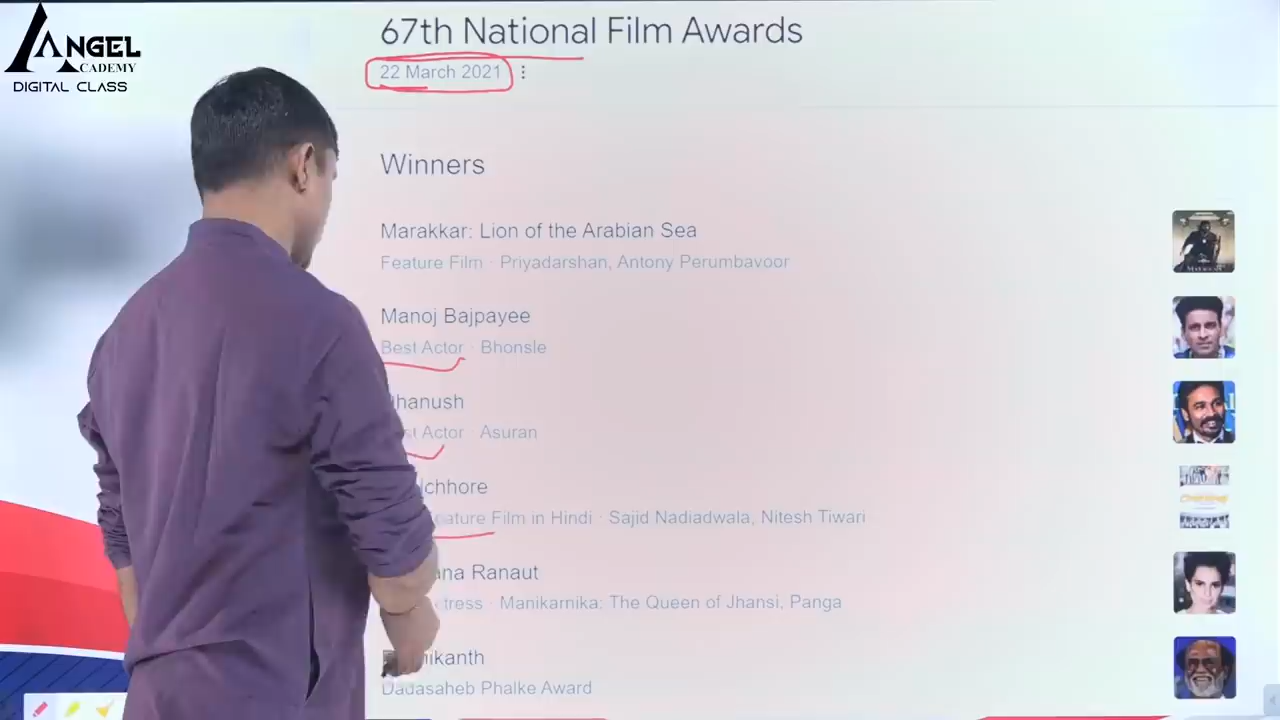 ANGEL
ACADEMY
DIGITAL CLASS
67th National Film Awards
22 March 2021
Winners
Marakkar: Lion of the Arabian Sea
Feature Film · Priyadarshan, Antony Perumbavoor
Manoj Bajpayee
Best Actor · Bhonsle
hanush
st Actor · Asuran
chhore
eature Film in Hindi · Sajid Nadiadwala, Nitesh Tiwari
ana Ranaut
tress · Manikarnika: The Queen of Jhansi, Panga
nikanth
Dadasaheb Phalke Award